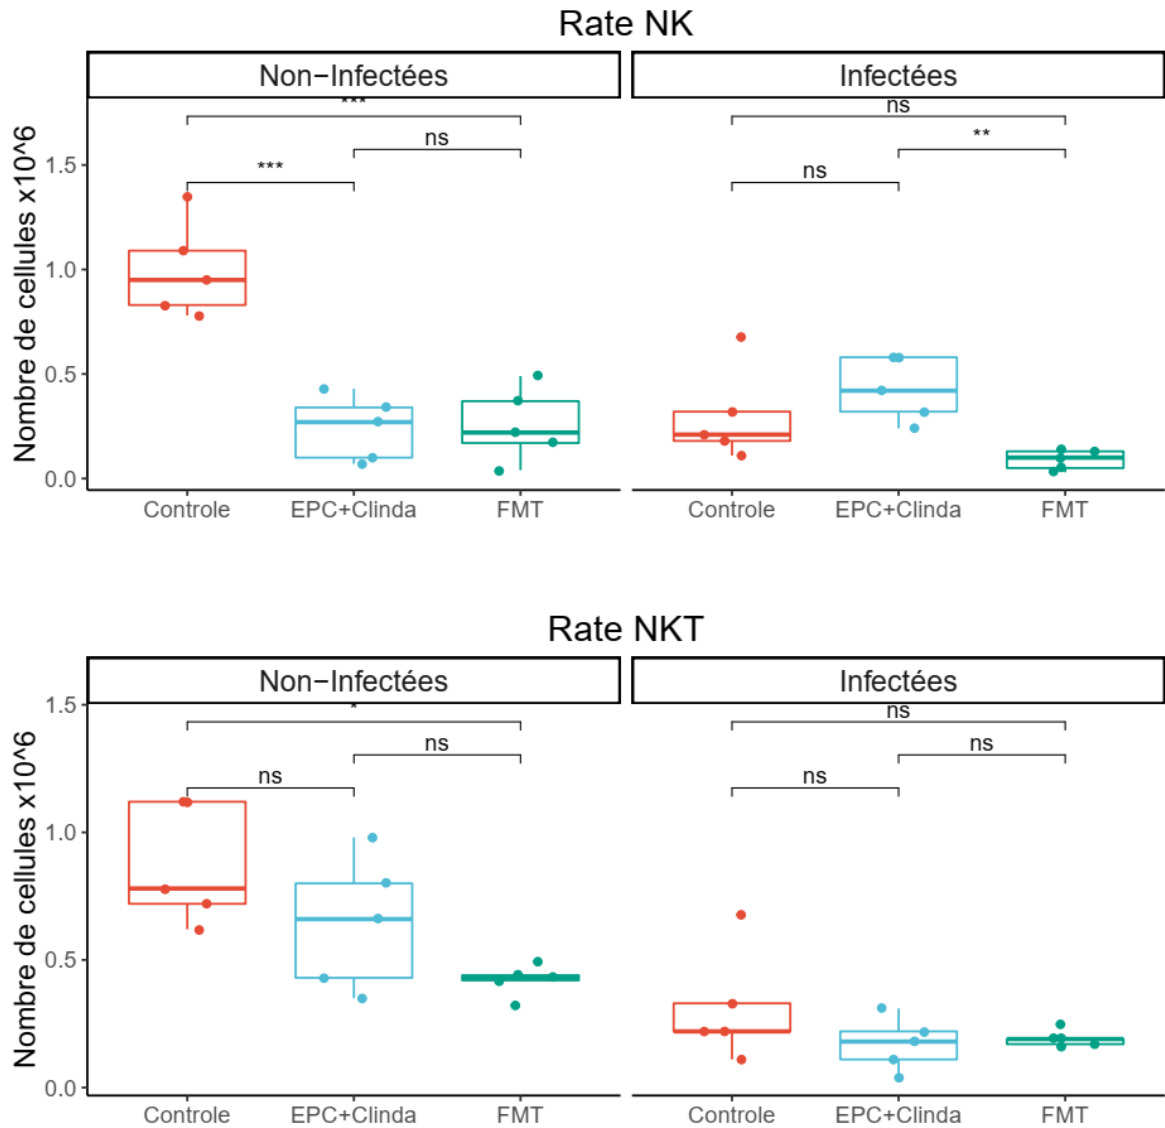 Rate NK
Non−Infectées Infectées
*** ns
ns **
*** ns
Nombre de cellules x10^6
1.5
1.0
0.5
0.0
Controle EPC+Clinda FMT Controle EPC+Clinda FMT
Rate NKT
Non−Infectées Infectées
* ns
ns ns
ns ns
Nombre de cellules x10^6
1.5
1.0
0.5
0.0
Controle EPC+Clinda FMT Controle EPC+Clinda FMT